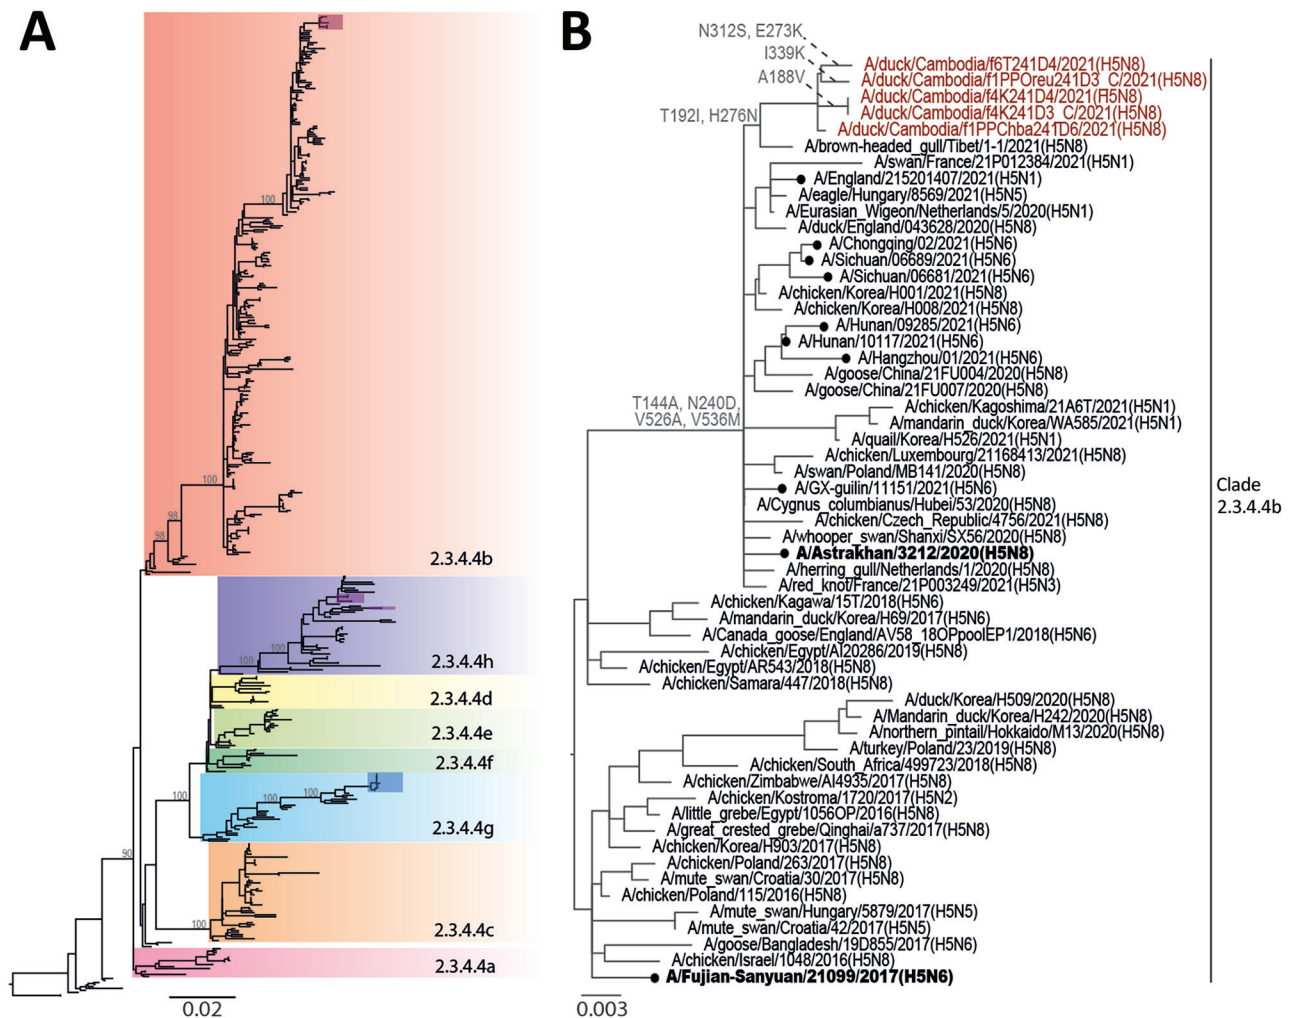 A
100
100
98
98
2.3.4.4b
100
100
2.3.4.4h
2.3.4.4d
2.3.4.4e
2.3.4.4f
100
100
100
2.3.4.4g
90
100
2.3.4.4c
2.3.4.4a
0.02
B
N312S, E273K
I339K
A188V
T192I, H276N
A/duck/Cambodia/f6T241D4/2021(H5N8)
A/duck/Cambodia/f1PPOreu241D3_C/2021(H5N8)
A/duck/Cambodia/f4K241D4/2021(H5N8)
A/duck/Cambodia/f4K241D3_C/2021(H5N8)
A/duck/Cambodia/f1PPChba241D6/2021(H5N8)
A/brown-headed_gull/Tibet/1-1/2021(H5N8)
A/swan/France/21P012384/2021(H5N1)
A/England/215201407/2021(H5N1)
A/eagle/Hungary/8569/2021(H5N5)
A/Eurasian_Wigeon/Netherlands/5/2020(H5N1)
A/duck/England/043628/2020(H5N8)
A/Chongqing/02/2021(H5N6)
A/Sichuan/06689/2021(H5N6)
A/Sichuan/06681/2021(H5N6)
A/chicken/Korea/H001/2021(H5N8)
A/chicken/Korea/H008/2021(H5N8)
A/Hunan/09285/2021(H5N6)
A/Hunan/10117/2021(H5N6)
A/Hangzhou/01/2021(H5N6)
A/goose/China/21FU004/2020(H5N8)
A/goose/China/21FU007/2020(H5N8)
T144A, N240D,
V526A, V536M
A/chicken/Kagoshima/21A6T/2021(H5N1)
A/mandarin_duck/Korea/WA585/2021(H5N1)
A/quail/Korea/H526/2021(H5N1)
A/chicken/Luxembourg/21168413/2021(H5N8)
A/swan/Poland/MB141/2020(H5N8)
A/GX-guilin/11151/2021(H5N6)
A/Cygnus_columbianus/Hubei/53/2020(H5N8)
A/chicken/Czech_Republic/4756/2021(H5N8)
A/whooper_swan/Shanxi/SX56/2020(H5N8)
A/Astrakhan/3212/2020(H5N8)
A/herring_gull/Netherlands/1/2020(H5N8)
A/red_knot/France/21P003249/2021(H5N3)
A/chicken/Kagawa/15T/2018(H5N6)
A/mandarin_duck/Korea/H69/2017(H5N6)
A/Canada_goose/England/AV58_18OPpoolEP1/2018(H5N6)
A/chicken/Egypt/AI20286/2019(H5N8)
A/chicken/Egypt/AR543/2018(H5N8)
A/chicken/Samara/447/2018(H5N8)
A/duck/Korea/H509/2020(H5N8)
A/Mandarin_duck/Korea/H242/2020(H5N8)
A/northern_pintail/Hokkaido/M13/2020(H5N8)
A/turkey/Poland/23/2019(H5N8)
A/chicken/South_Africa/499723/2018(H5N8)
A/chicken/Zimbabwe/AI4935/2017(H5N8)
A/chicken/Kostroma/1720/2017(H5N2)
A/little_grebe/Egypt/1056OP/2016(H5N8)
A/great_crested_grebe/Qinghai/a737/2017(H5N8)
A/chicken/Korea/H903/2017(H5N8)
A/chicken/Poland/263/2017(H5N8)
A/mute_swan/Croatia/30/2017(H5N8)
A/chicken/Poland/115/2016(H5N8)
A/mute_swan/Hungary/5879/2017(H5N5)
A/mute_swan/Croatia/42/2017(H5N5)
A/goose/Bangladesh/19D855/2017(H5N6)
A/chicken/Israel/1048/2016(H5N8)
A/Fujian-Sanyuan/21099/2017(H5N6)
Clade
2.3.4.4b
0.003